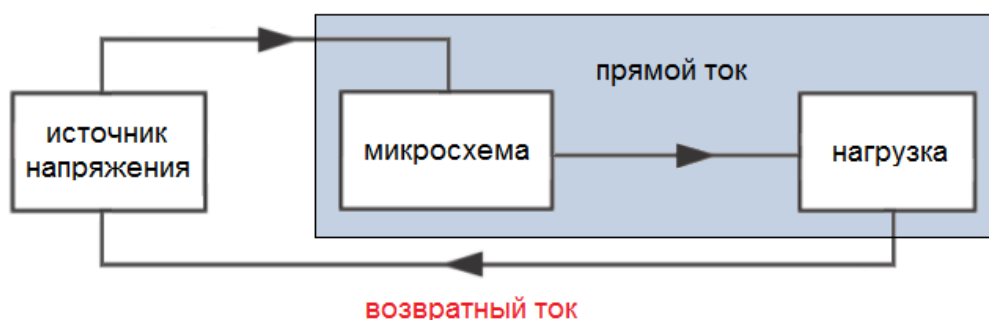 прямой ток
источник
напряжения
микросхема
нагрузка
возвратный ток